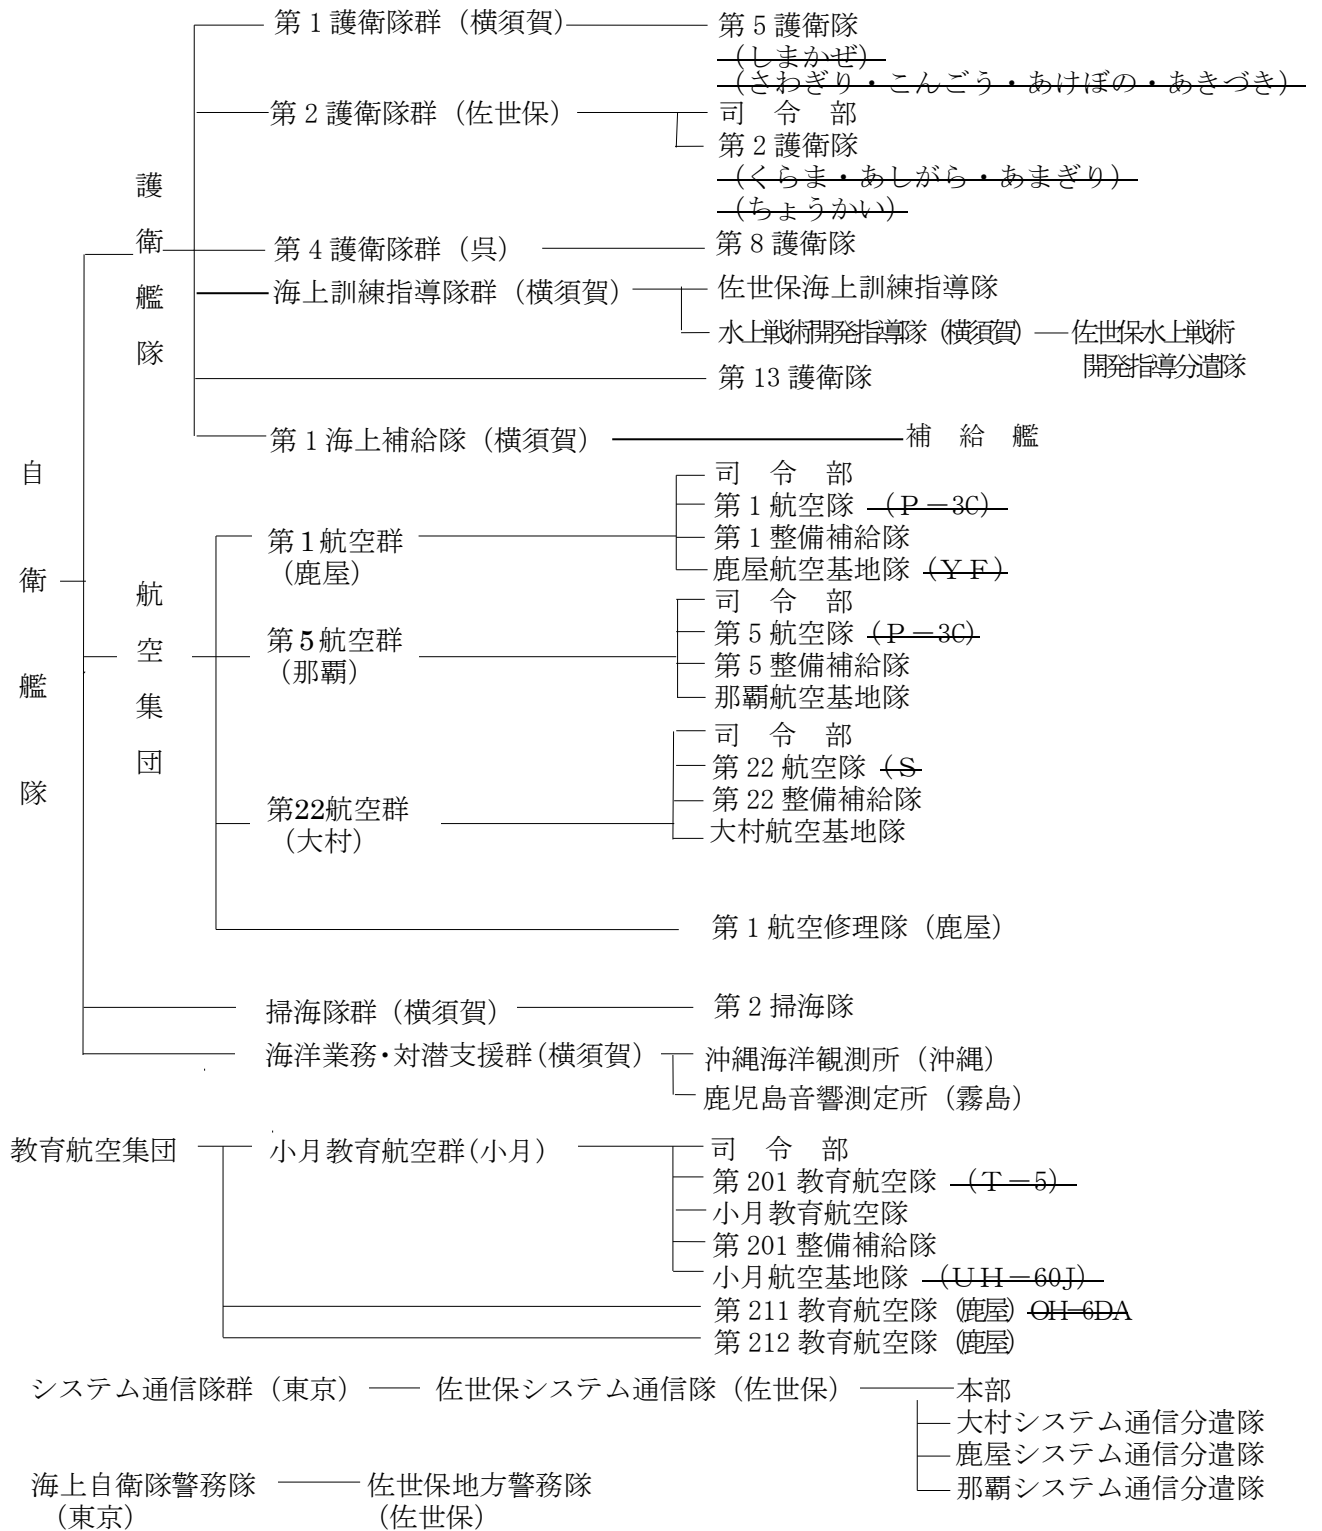 第1護衛隊群（横須賀） 第5護衛隊
（しまかぜ）
（さわぎり・こんごう・あけぼの・あきづき）
第2護衛隊群（佐世保） 司　令　部
第2護衛隊
（くらま・あしがら・あまぎり）
（ちょうかい）
護衛艦隊
第4護衛隊群（呉） 第8護衛隊
海上訓練指導隊群（横須賀） 佐世保海上訓練指導隊
水上戦術開発指導隊（横須賀） 佐世保水上戦術
開発指導分遣隊
第13護衛隊
第1海上補給隊（横須賀） 補　給　艦
自衛艦隊
司　令　部
第1航空隊 （Ｐ－3C）
第1航空群 第1整備補給隊
（鹿屋） 鹿屋航空基地隊 （ＹＦ）
航空集団
司　令　部
第5航空群 第5航空隊 （Ｐ－3C）
（那覇） 第5整備補給隊
那覇航空基地隊
司　令　部
第22航空隊 （Ｓ
第22航空群 第22整備補給隊
（大村） 大村航空基地隊
第1航空修理隊（鹿屋）
掃海隊群（横須賀） 第2掃海隊
海洋業務・対潜支援群(横須賀） 沖縄海洋観測所（沖縄）
鹿児島音響測定所（霧島）
教育航空集団 小月教育航空群(小月） 司　令　部
第201教育航空隊 （Ｔ－5）
小月教育航空隊
第201整備補給隊
小月航空基地隊 （ＵＨ－60J）
第211教育航空隊（鹿屋） OH-6DA
第212教育航空隊（鹿屋）
システム通信隊群（東京） 佐世保システム通信隊（佐世保） 本部
大村システム通信分遣隊
鹿屋システム通信分遣隊
那覇システム通信分遣隊
海上自衛隊警務隊 佐世保地方警務隊
（東京） （佐世保）